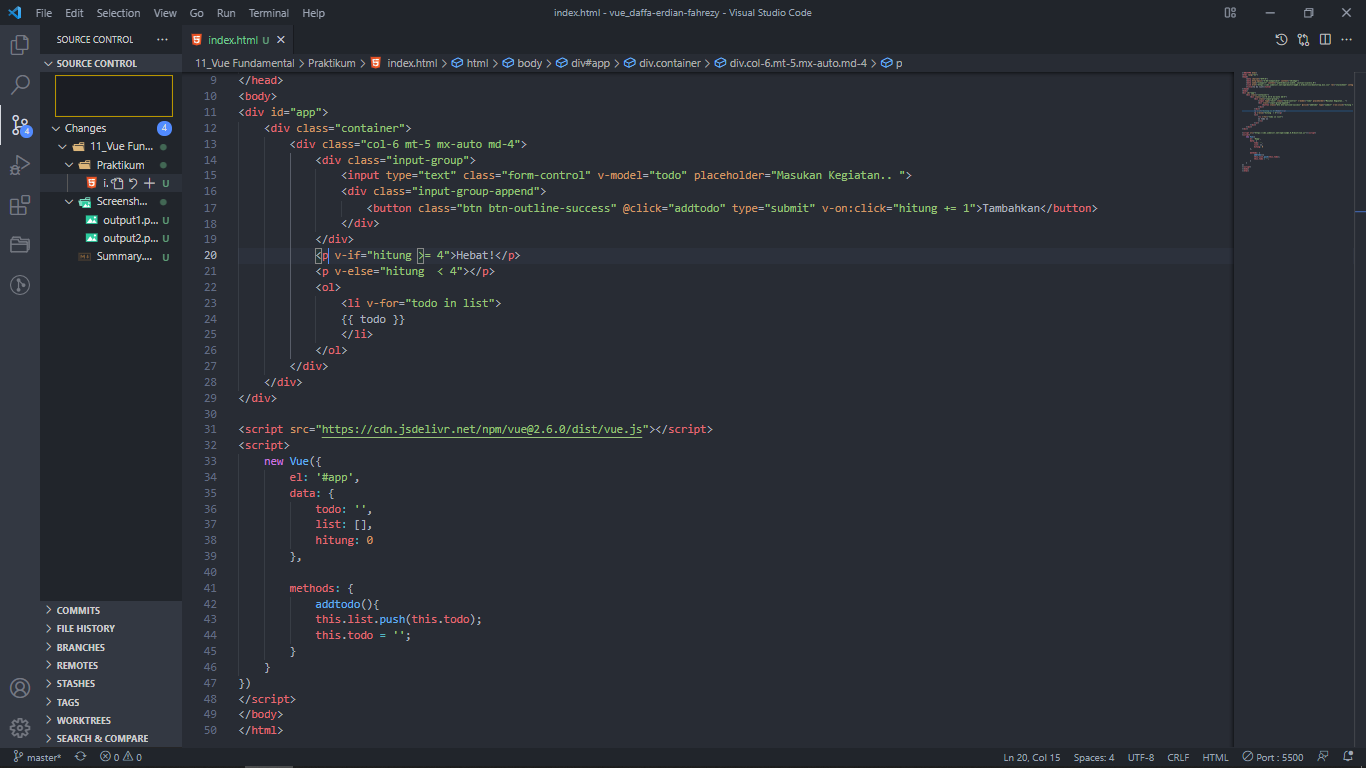 File Edit Selection View Go Run Terminal Help
index.html - vue_daffa-erdian-fahrezy - Visual Studio Code
SOURCE CONTROL ···
SOURCE CONTROL
Changes 4
11_Vue Fun...
Praktikum
i. U
Screensh...
output1.p... U
output2.p... U
Summary.... U
COMMITS
FILE HISTORY
BRANCHES
REMOTES
STASHES
TAGS
WORKTREES
SEARCH & COMPARE
4
index.html U
11_Vue Fundamental > Praktikum > index.html > html > body > div#app > div.container > div.col-6.mt-5.mx-auto.md-4 > p
9 </head>
10 <body>
11 <div id="app">
12 <div class="container">
13 <div class="col-6 mt-5 mx-auto md-4">
14 <div class="input-group">
15 <input type="text" class="form-control" v-model="todo" placeholder="Masukan Kegiatan.. ">
16 <div class="input-group-append">
17 <button class="btn btn-outline-success" @click="addtodo" type="submit" v-on:click="hitung += 1">Tambahkan</button>
18 </div>
19 </div>
20 <p v-if="hitung >= 4">Hebat!</p>
21 <p v-else="hitung  < 4"></p>
22 <ol>
23 <li v-for="todo in list">
24 {{ todo }}
25 </li>
26 </ol>
27 </div>
28 </div>
29 </div>
30
31 <script src="https://cdn.jsdelivr.net/npm/vue@2.6.0/dist/vue.js"></script>
32 <script>
33 new Vue({
34 el: '#app',
35 data: {
36 todo: '',
37 list: [],
38 hitung: 0
39 },
40
41 methods: {
42 addtodo(){
43 this.list.push(this.todo);
44 this.todo = '';
45 }
46 }
47 })
48 </script>
49 </body>
50 </html>
master* 0 0 Ln 20, Col 15 Spaces: 4 UTF-8 CRLF HTML Port : 5500